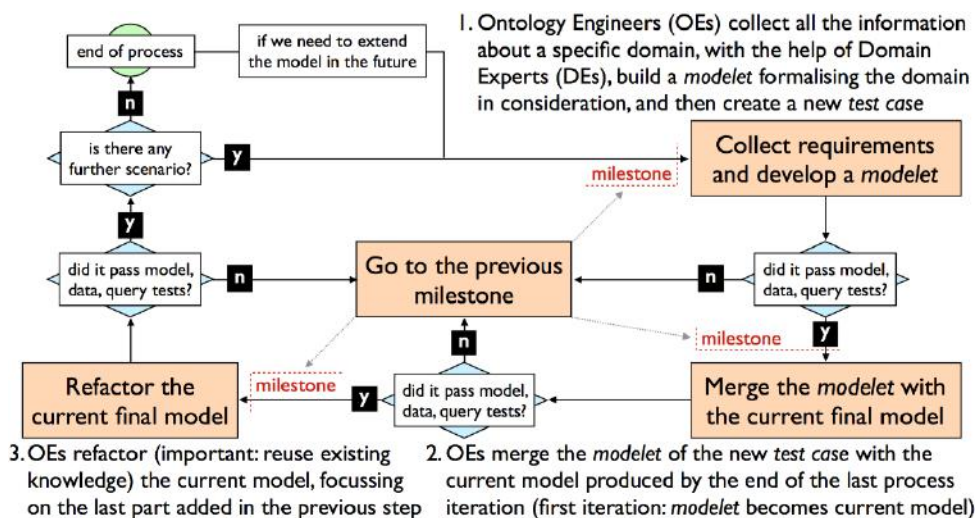 1. Ontology Engineers (OEs) collect all the information
about a specific domain, with the help of Domain
Experts (DEs), build a modelet formalising the domain
in consideration, and then create a new test case
end of process
if we need to extend
the model in the future
n
is there any
further scenario?
y
milestone
Collect requirements
and develop a modelet
y
did it pass model,
data, query tests?
n
Go to the previous
milestone
n
did it pass model,
data, query tests?
n
y
milestone
Refactor the
current final model
milestone
y
did it pass model,
data, query tests?
Merge the modelet with
the current final model
3. OEs refactor (important: reuse existing
knowledge) the current model, focussing
on the last part added in the previous step
2. OEs merge the modelet of the new test case with the
current model produced by the end of the last process
iteration (first iteration: modelet becomes current model)